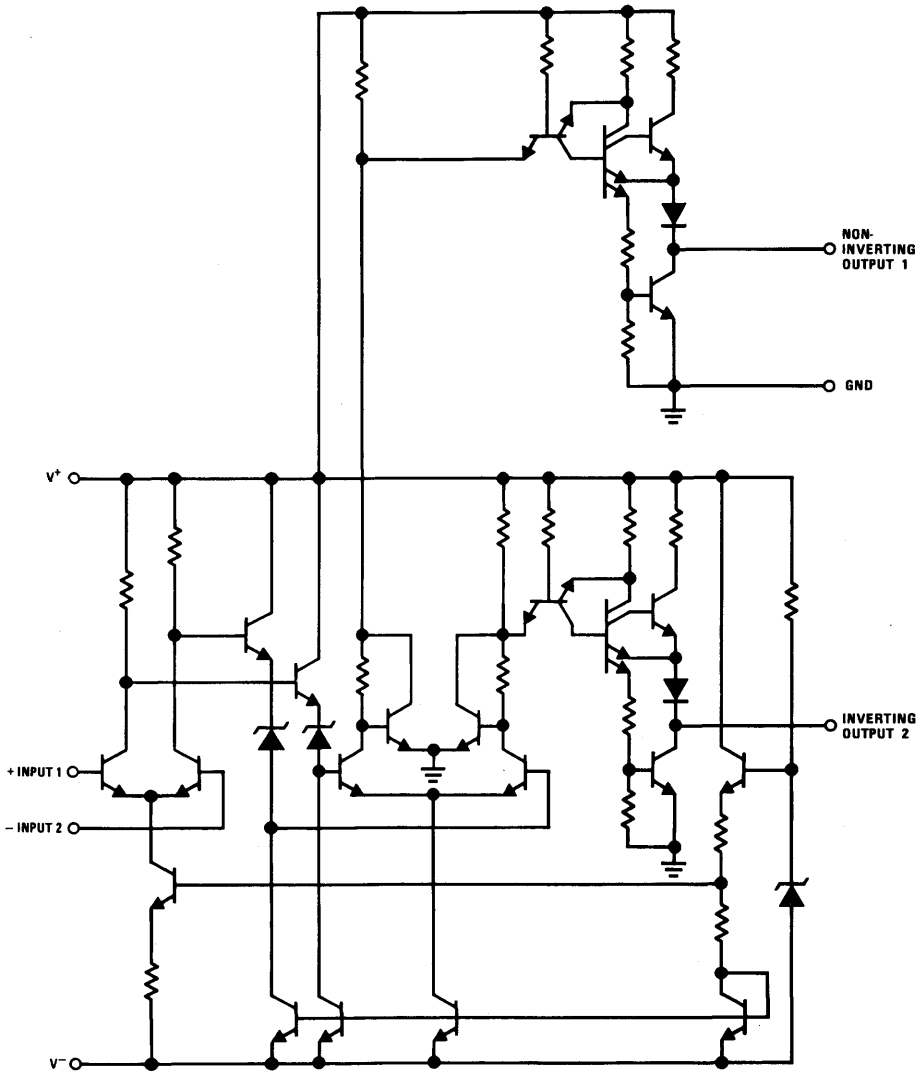 NON-
INVERTING
OUTPUT 1
GND
V+
INVERTING
OUTPUT 2
+ INPUT 1
– INPUT 2
V–